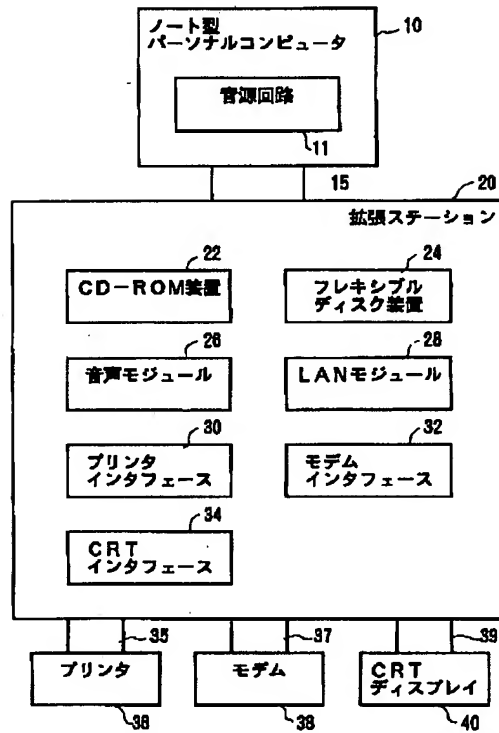 ノート型
パーソナルコンピュータ
10
音源回路
11
15
20
拡張ステーション
22
CD-ROM装置
24
フレキシブル
ディスク装置
26
音声モジュール
28
LANモジュール
30
プリンタ
インタフェース
32
モデム
インタフェース
34
CRT
インタフェース
35
37
39
プリンタ
36
モデム
38
CRT
ディスプレイ
40